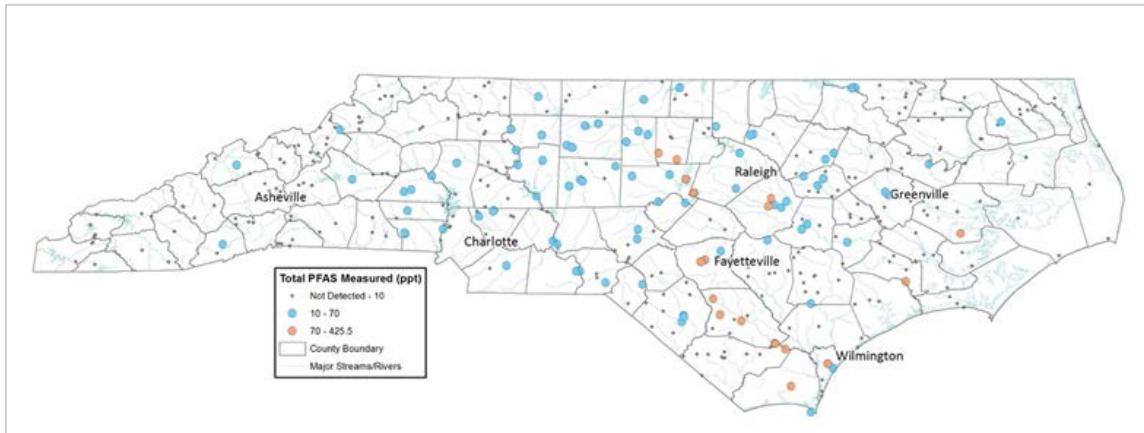 Raleigh
Asheville
Greenville
Charlotte
Fayetteville
Wilmington
Total PFAS Measured (ppt)
Not Detected - 10
10 - 70
70 - 425.5
County Boundary
Major Streams/Rivers